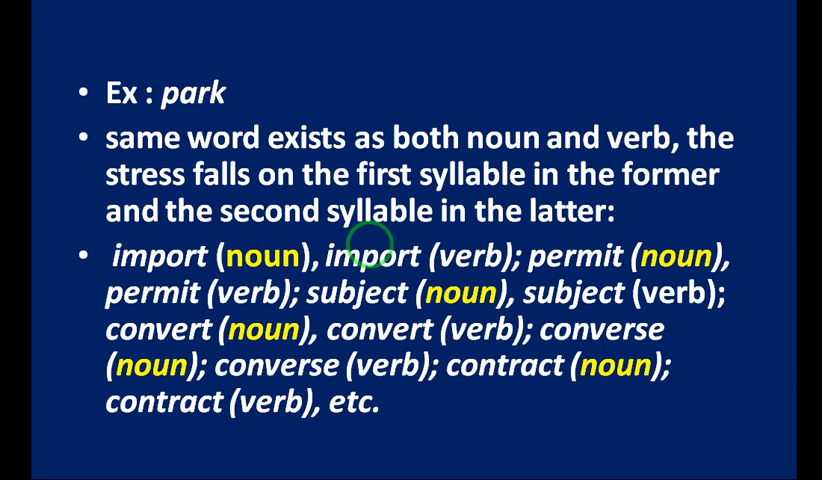 • Ex : park
• same word exists as both noun and verb, the
stress falls on the first syllable in the former
and the second syllable in the latter:
• import (noun), import (verb); permit (noun),
permit (verb); subject (noun), subject (verb);
convert (noun), convert (verb); converse
(noun); converse (verb); contract (noun);
contract (verb), etc.